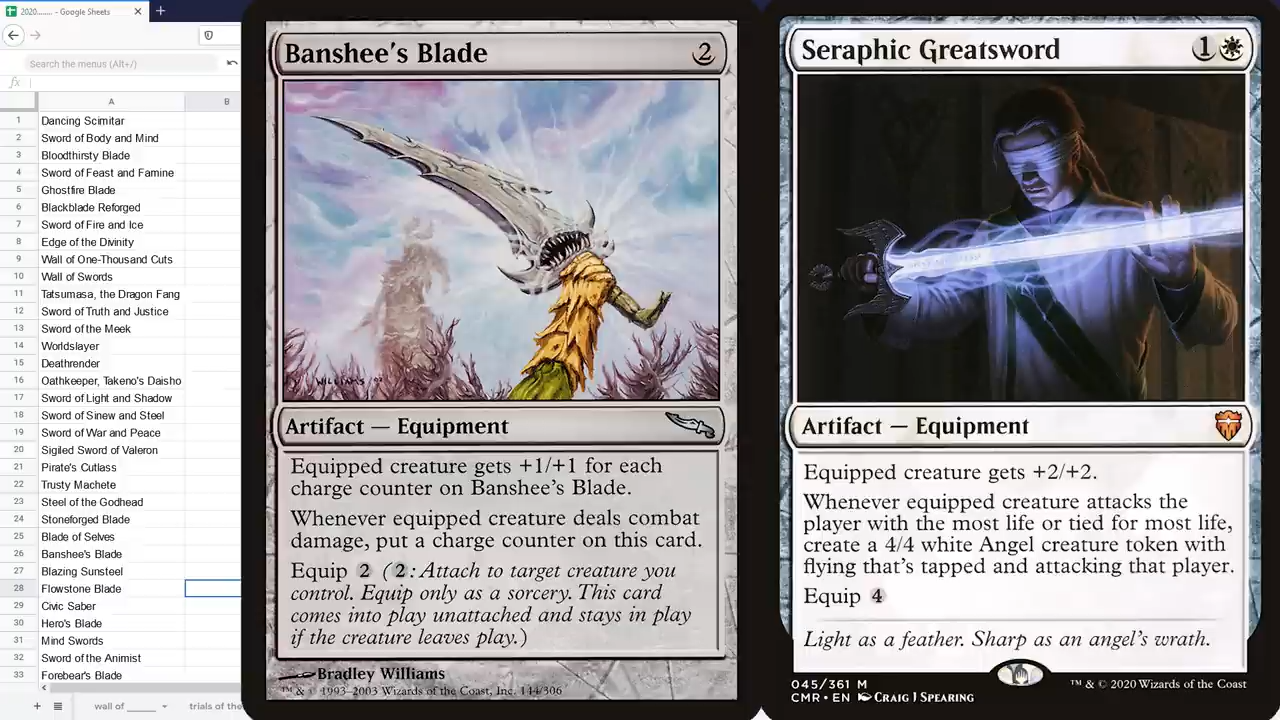 2020........ - Google Sheets
Search the menus (Alt+/)
fx
A
B
1 Dancing Scimitar
2 Sword of Body and Mind
3 Bloodthirsty Blade
4 Sword of Feast and Famine
5 Ghostfire Blade
6 Blackblade Reforged
7 Sword of Fire and Ice
8 Edge of the Divinity
9 Wall of One-Thousand Cuts
10 Wall of Swords
11 Tatsumasa, the Dragon Fang
12 Sword of Truth and Justice
13 Sword of the Meek
14 Worldslayer
15 Deathrender
16 Oathkeeper, Takeno's Daisho
17 Sword of Light and Shadow
18 Sword of Sinew and Steel
19 Sword of War and Peace
20 Sigiled Sword of Valeron
21 Pirate's Cutlass
22 Trusty Machete
23 Steel of the Godhead
24 Stoneforged Blade
25 Blade of Selves
26 Banshee's Blade
27 Blazing Sunsteel
28 Flowstone Blade
29 Civic Saber
30 Hero's Blade
31 Mind Swords
32 Sword of the Animist
33 Forebear's Blade
wall of ______
trials of the
Banshee's Blade 2
WILLIAMS 02
Artifact — Equipment
Equipped creature gets +1/+1 for each
charge counter on Banshee's Blade.
Whenever equipped creature deals combat
damage, put a charge counter on this card.
Equip 2 (2: Attach to target creature you
control. Equip only as a sorcery. This card
comes into play unattached and stays in play
if the creature leaves play.)
Bradley Williams
™ & © 1993–2003 Wizards of the Coast, Inc. 144/306
Seraphic Greatsword 1
Artifact — Equipment
Equipped creature gets +2/+2.
Whenever equipped creature attacks the
player with the most life or tied for most life,
create a 4/4 white Angel creature token with
flying that's tapped and attacking that player.
Equip 4
Light as a feather. Sharp as an angel's wrath.
045/361 M
CMR • EN Craig J Spearing
™ & © 2020 Wizards of the Coast